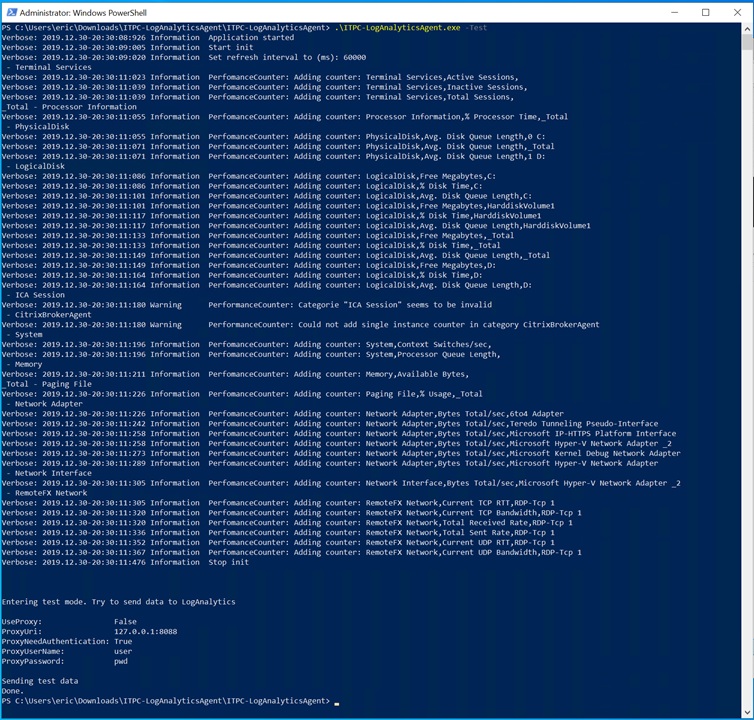 Administrator: Windows PowerShell
PS C:\Users\eric\Downloads\ITPC-LogAnalyticsAgent\ITPC-LogAnalyticsAgent> .\ITPC-LogAnalyticsAgent.exe -Test
Verbose: 2019.12.30-20:30:08:926 Information  Application started
Verbose: 2019.12.30-20:30:09:005 Information  Start init
Verbose: 2019.12.30-20:30:09:020 Information  Set refresh interval to (ms): 60000
 - Terminal Services
Verbose: 2019.12.30-20:30:11:023 Information  PerfomanceCounter: Adding counter: Terminal Services,Active Sessions,
Verbose: 2019.12.30-20:30:11:039 Information  PerfomanceCounter: Adding counter: Terminal Services,Inactive Sessions,
Verbose: 2019.12.30-20:30:11:039 Information  PerfomanceCounter: Adding counter: Terminal Services,Total Sessions,
_Total - Processor Information
Verbose: 2019.12.30-20:30:11:055 Information  PerfomanceCounter: Adding counter: Processor Information,% Processor Time,_Total
 - PhysicalDisk
Verbose: 2019.12.30-20:30:11:055 Information  PerfomanceCounter: Adding counter: PhysicalDisk,Avg. Disk Queue Length,0 C:
Verbose: 2019.12.30-20:30:11:071 Information  PerfomanceCounter: Adding counter: PhysicalDisk,Avg. Disk Queue Length,_Total
Verbose: 2019.12.30-20:30:11:071 Information  PerfomanceCounter: Adding counter: PhysicalDisk,Avg. Disk Queue Length,1 D:
 - LogicalDisk
Verbose: 2019.12.30-20:30:11:086 Information  PerfomanceCounter: Adding counter: LogicalDisk,Free Megabytes,C:
Verbose: 2019.12.30-20:30:11:086 Information  PerfomanceCounter: Adding counter: LogicalDisk,% Disk Time,C:
Verbose: 2019.12.30-20:30:11:101 Information  PerfomanceCounter: Adding counter: LogicalDisk,Avg. Disk Queue Length,C:
Verbose: 2019.12.30-20:30:11:101 Information  PerfomanceCounter: Adding counter: LogicalDisk,Free Megabytes,HarddiskVolume1
Verbose: 2019.12.30-20:30:11:117 Information  PerfomanceCounter: Adding counter: LogicalDisk,% Disk Time,HarddiskVolume1
Verbose: 2019.12.30-20:30:11:117 Information  PerfomanceCounter: Adding counter: LogicalDisk,Avg. Disk Queue Length,HarddiskVolume1
Verbose: 2019.12.30-20:30:11:133 Information  PerfomanceCounter: Adding counter: LogicalDisk,Free Megabytes,_Total
Verbose: 2019.12.30-20:30:11:133 Information  PerfomanceCounter: Adding counter: LogicalDisk,% Disk Time,_Total
Verbose: 2019.12.30-20:30:11:149 Information  PerfomanceCounter: Adding counter: LogicalDisk,Avg. Disk Queue Length,_Total
Verbose: 2019.12.30-20:30:11:149 Information  PerfomanceCounter: Adding counter: LogicalDisk,Free Megabytes,D:
Verbose: 2019.12.30-20:30:11:164 Information  PerfomanceCounter: Adding counter: LogicalDisk,% Disk Time,D:
Verbose: 2019.12.30-20:30:11:164 Information  PerfomanceCounter: Adding counter: LogicalDisk,Avg. Disk Queue Length,D:
 - ICA Session
Verbose: 2019.12.30-20:30:11:180 Warning      PerformanceCounter: Categorie "ICA Session" seems to be invalid
 - CitrixBrokerAgent
Verbose: 2019.12.30-20:30:11:180 Warning      PerformanceCounter: Could not add single instance counter in category CitrixBrokerAgent
 - System
Verbose: 2019.12.30-20:30:11:196 Information  PerfomanceCounter: Adding counter: System,Context Switches/sec,
Verbose: 2019.12.30-20:30:11:196 Information  PerfomanceCounter: Adding counter: System,Processor Queue Length,
 - Memory
Verbose: 2019.12.30-20:30:11:211 Information  PerfomanceCounter: Adding counter: Memory,Available Bytes,
_Total - Paging File
Verbose: 2019.12.30-20:30:11:226 Information  PerfomanceCounter: Adding counter: Paging File,% Usage,_Total
 - Network Adapter
Verbose: 2019.12.30-20:30:11:226 Information  PerfomanceCounter: Adding counter: Network Adapter,Bytes Total/sec,6to4 Adapter
Verbose: 2019.12.30-20:30:11:242 Information  PerfomanceCounter: Adding counter: Network Adapter,Bytes Total/sec,Teredo Tunneling Pseudo-Interface
Verbose: 2019.12.30-20:30:11:258 Information  PerfomanceCounter: Adding counter: Network Adapter,Bytes Total/sec,Microsoft IP-HTTPS Platform Interface
Verbose: 2019.12.30-20:30:11:258 Information  PerfomanceCounter: Adding counter: Network Adapter,Bytes Total/sec,Microsoft Hyper-V Network Adapter _2
Verbose: 2019.12.30-20:30:11:273 Information  PerfomanceCounter: Adding counter: Network Adapter,Bytes Total/sec,Microsoft Kernel Debug Network Adapter
Verbose: 2019.12.30-20:30:11:289 Information  PerfomanceCounter: Adding counter: Network Adapter,Bytes Total/sec,Microsoft Hyper-V Network Adapter
 - Network Interface
Verbose: 2019.12.30-20:30:11:305 Information  PerfomanceCounter: Adding counter: Network Interface,Bytes Total/sec,Microsoft Hyper-V Network Adapter _2
 - RemoteFX Network
Verbose: 2019.12.30-20:30:11:305 Information  PerfomanceCounter: Adding counter: RemoteFX Network,Current TCP RTT,RDP-Tcp 1
Verbose: 2019.12.30-20:30:11:320 Information  PerfomanceCounter: Adding counter: RemoteFX Network,Current TCP Bandwidth,RDP-Tcp 1
Verbose: 2019.12.30-20:30:11:320 Information  PerfomanceCounter: Adding counter: RemoteFX Network,Total Received Rate,RDP-Tcp 1
Verbose: 2019.12.30-20:30:11:336 Information  PerfomanceCounter: Adding counter: RemoteFX Network,Total Sent Rate,RDP-Tcp 1
Verbose: 2019.12.30-20:30:11:352 Information  PerfomanceCounter: Adding counter: RemoteFX Network,Current UDP RTT,RDP-Tcp 1
Verbose: 2019.12.30-20:30:11:367 Information  PerfomanceCounter: Adding counter: RemoteFX Network,Current UDP Bandwidth,RDP-Tcp 1
Verbose: 2019.12.30-20:30:11:476 Information  Stop init
Entering test mode. Try to send data to LogAnalytics
UseProxy:                False
ProxyUri:                127.0.0.1:8088
ProxyNeedAuthentication: True
ProxyUserName:           user
ProxyPassword:           pwd
Sending test data
Done.
PS C:\Users\eric\Downloads\ITPC-LogAnalyticsAgent\ITPC-LogAnalyticsAgent>